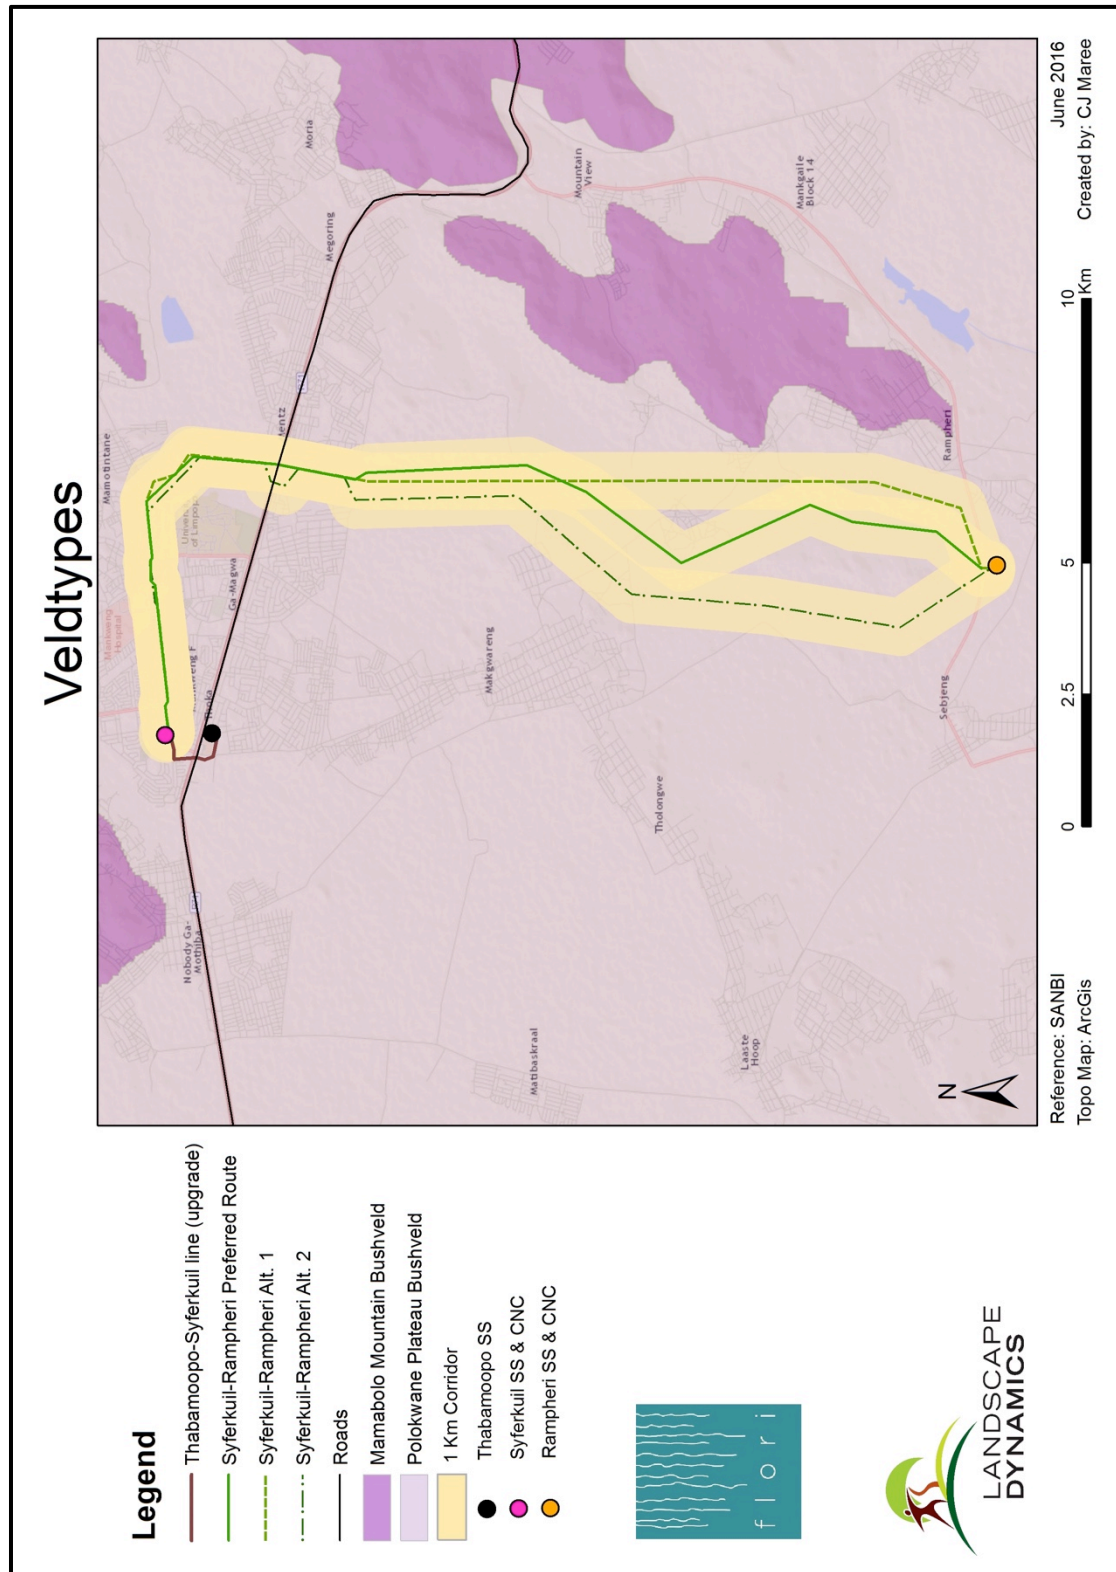 Veldtypes
Legend
Thabamoopo-Syferkuil line (upgrade)
Syferkuil-Rampheri Preferred Route
Syferkuil-Rampheri Alt. 1
Syferkuil-Rampheri Alt. 2
Roads
Mamabolo Mountain Bushveld
Polokwane Plateau Bushveld
1 Km Corridor
Thabamoopo SS
Syferkuil SS & CNC
Rampheri SS & CNC
flori
LANDSCAPE
DYNAMICS
Mankweng
Hospital
Mamotintane
Univer
of Limpop
Ga-Magwa
Nobody Ga-
Mothiba
Mentz
Megoring
Moria
Mountain
View
Mankgaile
Block 14
Makgwareng
Tholongwe
Matibaskraal
Laaste
Hoop
Sebjeng
Rampheri
N
Reference: SANBI
Topo Map: ArcGis
0
2.5
5
10
Km
June 2016
Created by: CJ Maree